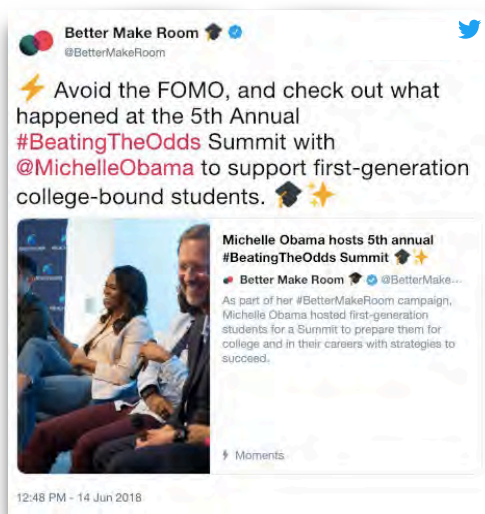 Better Make Room 🎓
@BetterMakeRoom
⚡ Avoid the FOMO, and check out what
happened at the 5th Annual
#BeatingTheOdds Summit with
@MichelleObama to support first-generation
college-bound students. 🎓✨
Michelle Obama hosts 5th annual
#BeatingTheOdds Summit 🎓✨
Better Make Room 🎓 @BetterMake...
As part of her #BetterMakeRoom campaign,
Michelle Obama hosted first-generation
students for a Summit to prepare them for
college and in their careers with strategies to
succeed.
Moments
12:48 PM - 14 Jun 2018